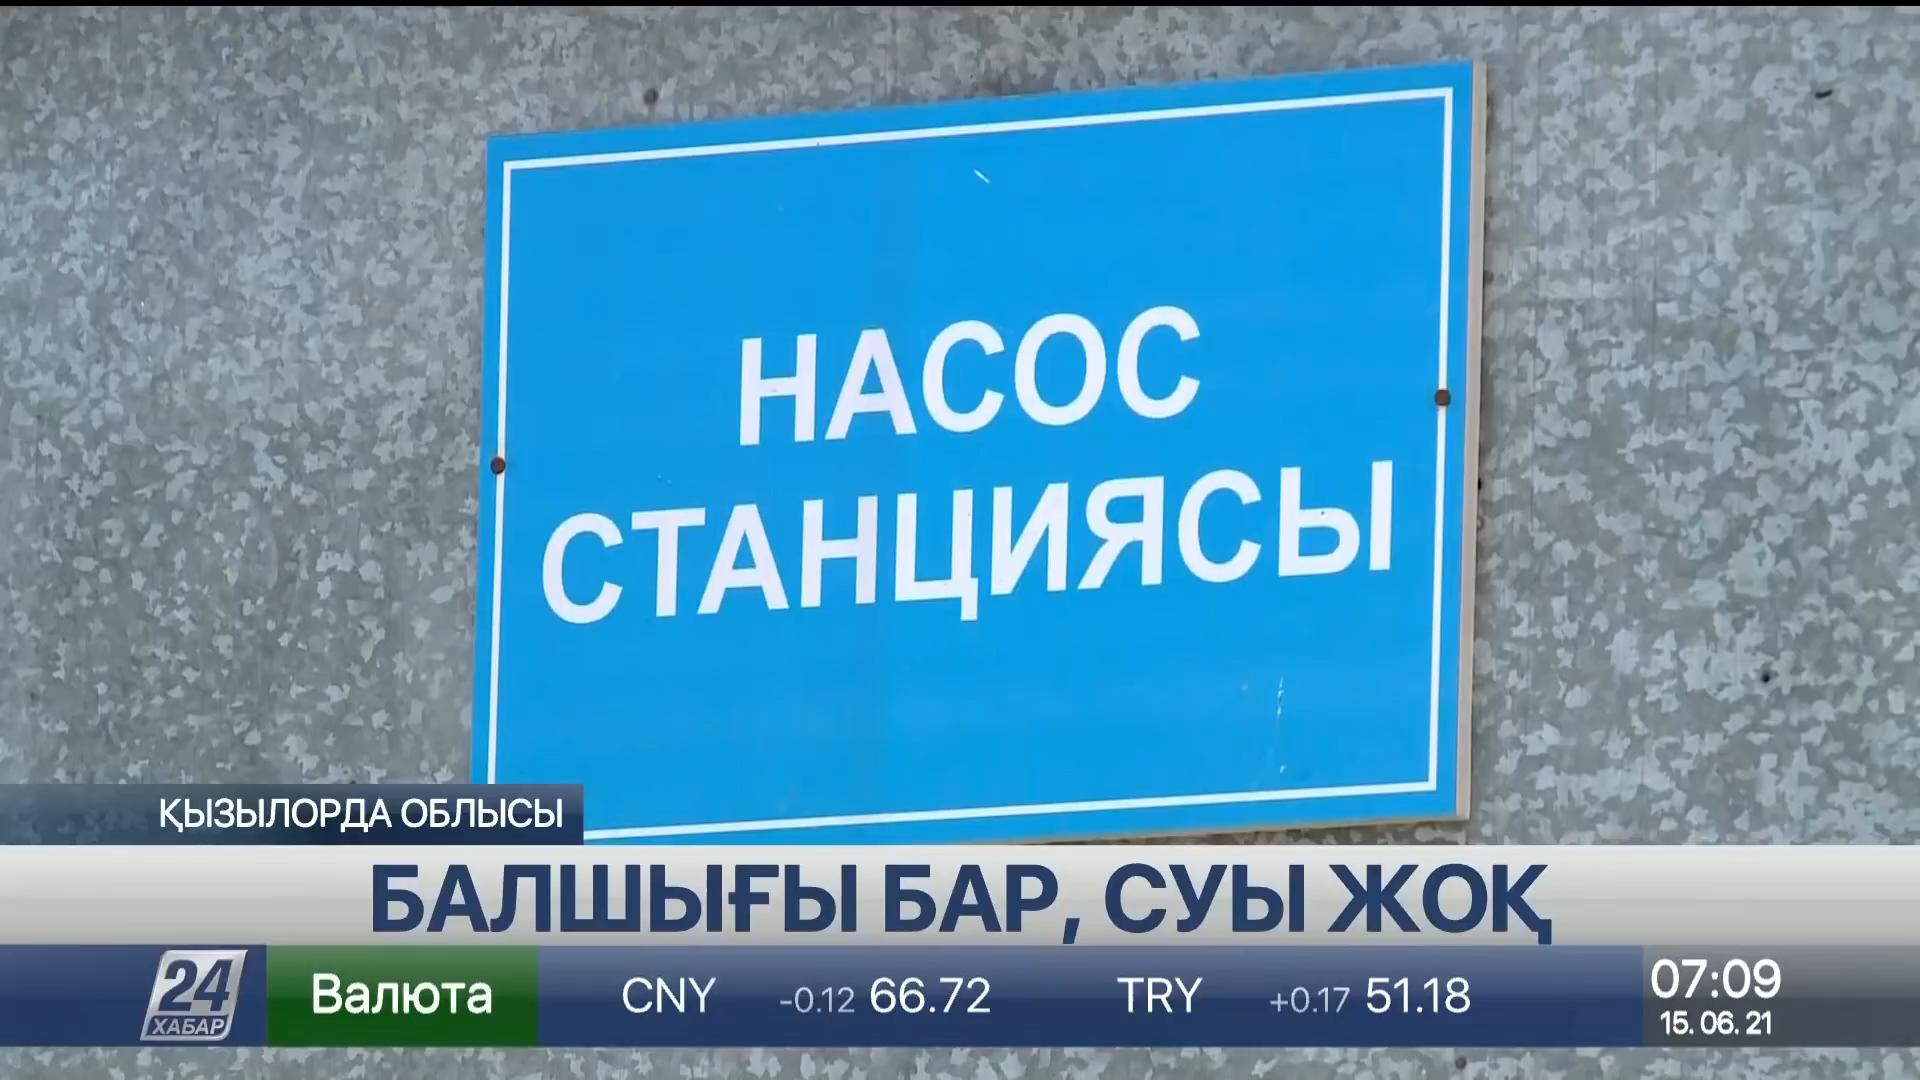 НАСОС
СТАНЦИЯСЫ
ҚЫЗЫЛОРДА ОБЛЫСЫ
БАЛШЫҒЫ БАР, СУЫ ЖОҚ
24 ХАБАР
Валюта CNY -0.12 66.72 TRY +0.17 51.18
07:09
15. 06. 21